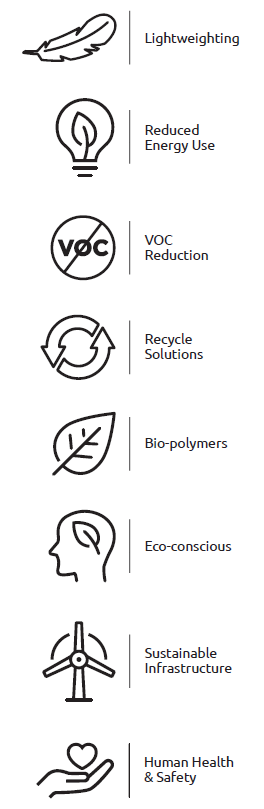 Lightweighting
Reduced
Energy Use
VOC
VOC
Reduction
Recycle
Solutions
Bio-polymers
Eco-conscious
Sustainable
Infrastructure
Human Health
& Safety